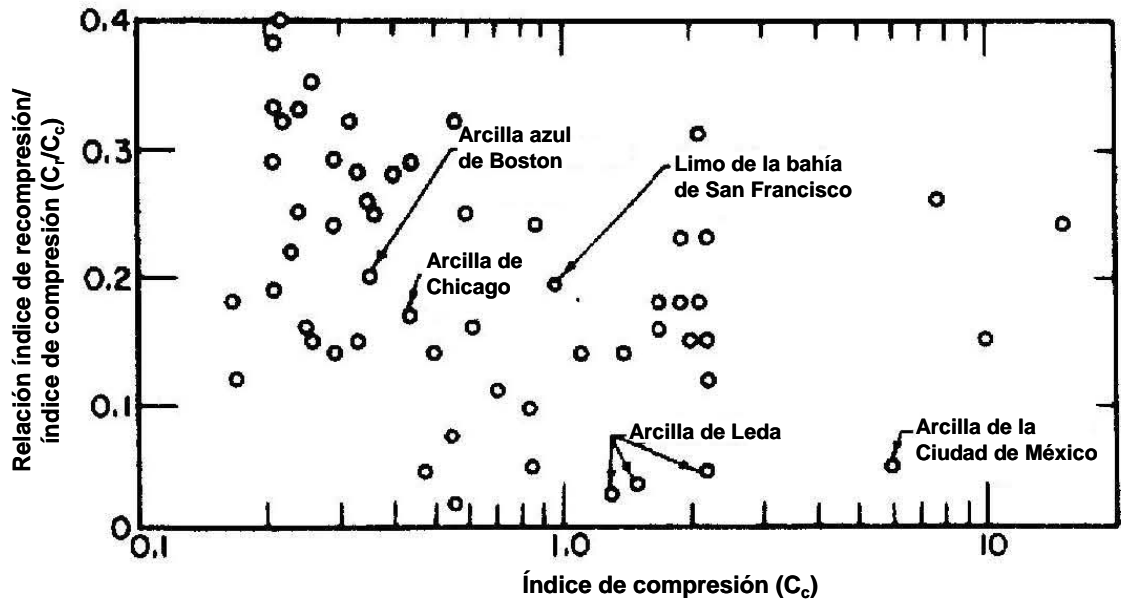 Relación índice de recompresión/
índice de compresión (Cr/Cc)
0.4
0.3
0.2
0.1
0
Arcilla azul
de Boston
Limo de la bahía
de San Francisco
Arcilla de
Chicago
Arcilla de Leda
Arcilla de la
Ciudad de México
0.1
1.0
10
Índice de compresión (Cc)